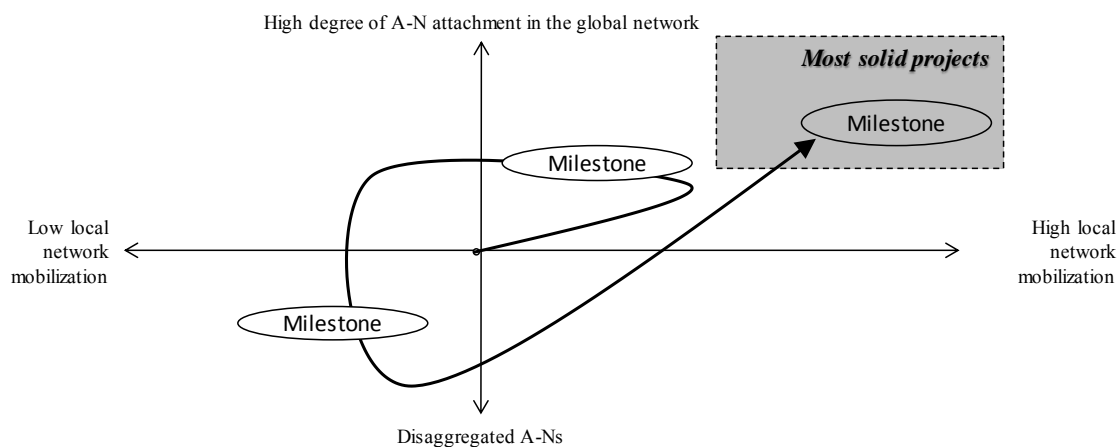 High degree of A-N attachment in the global network
Most solid projects
Milestone
Milestone
Low local
network
mobilization
High local
network
mobilization
Milestone
Disaggregated A-Ns